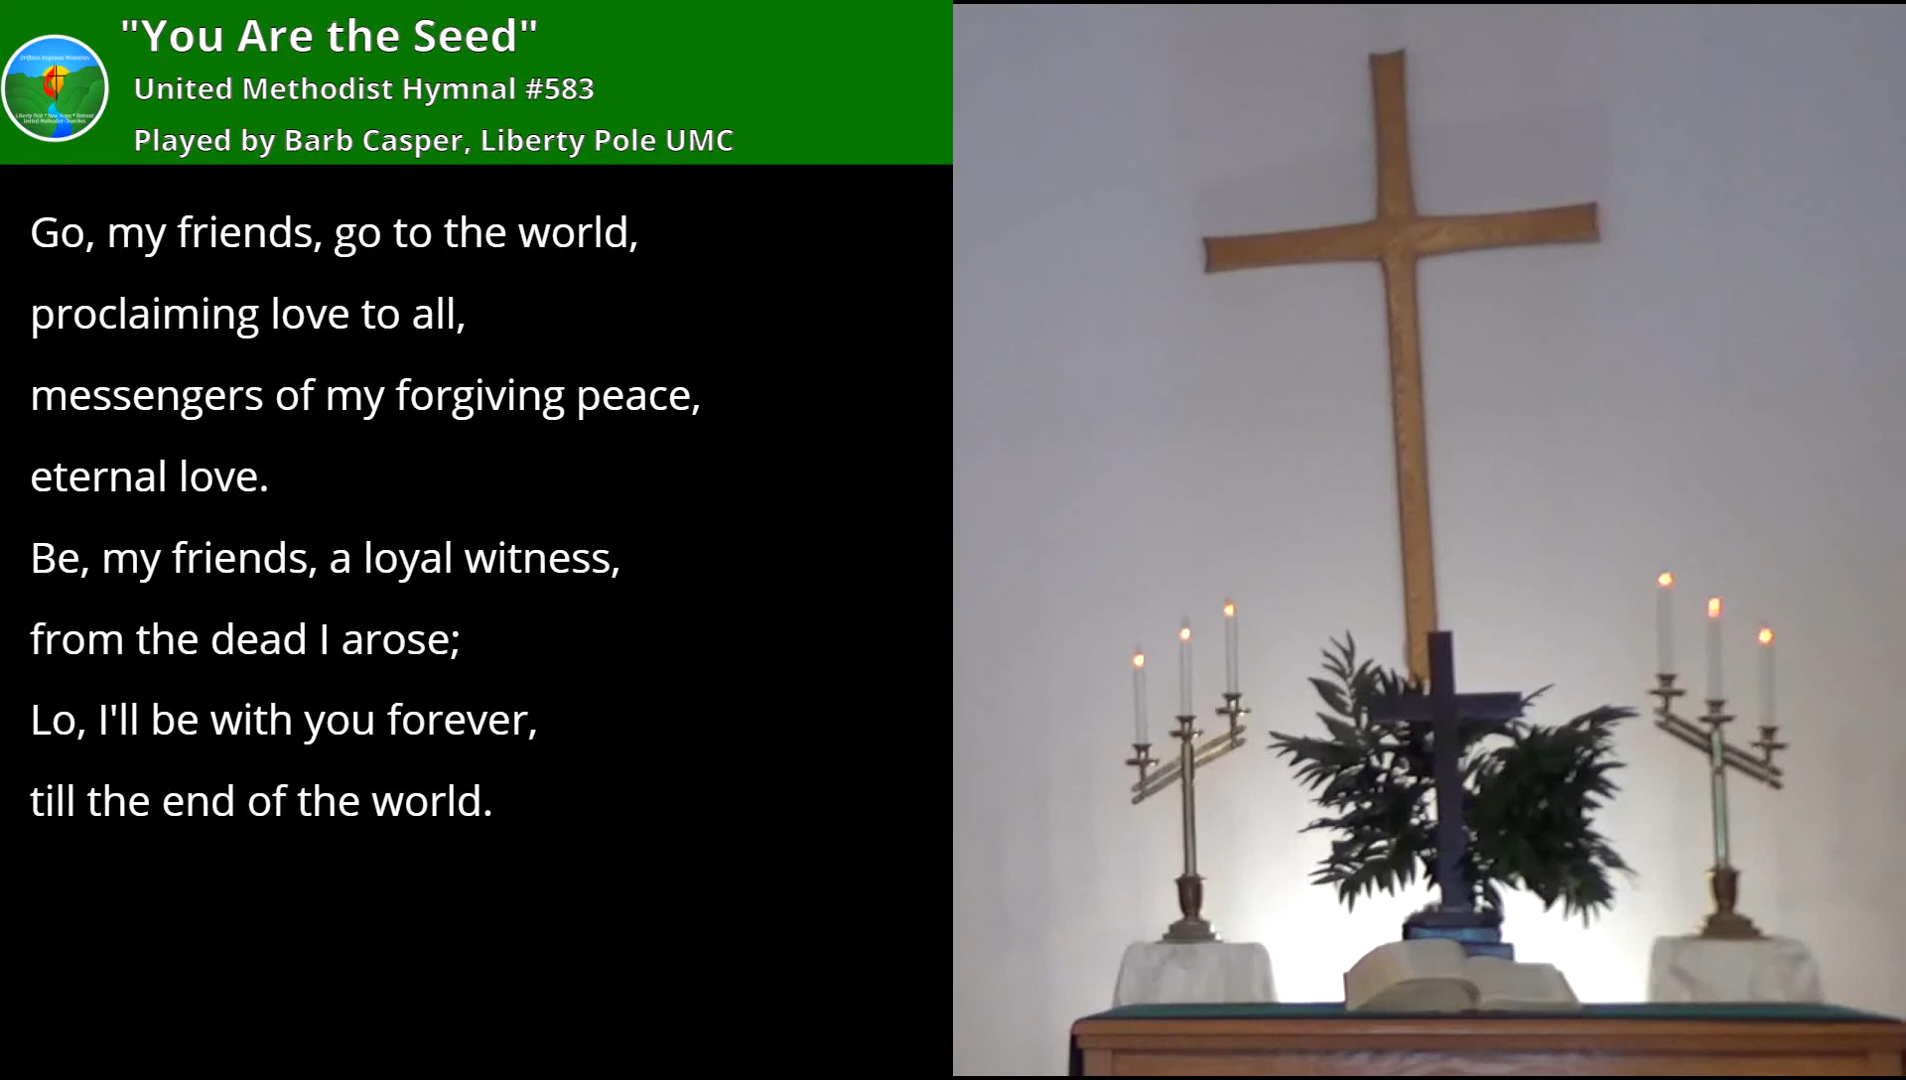 "You Are the Seed"
United Methodist Hymnal #583
Played by Barb Casper, Liberty Pole UMC
Go, my friends, go to the world,
proclaiming love to all,
messengers of my forgiving peace,
eternal love.
Be, my friends, a loyal witness,
from the dead I arose;
Lo, I'll be with you forever,
till the end of the world.